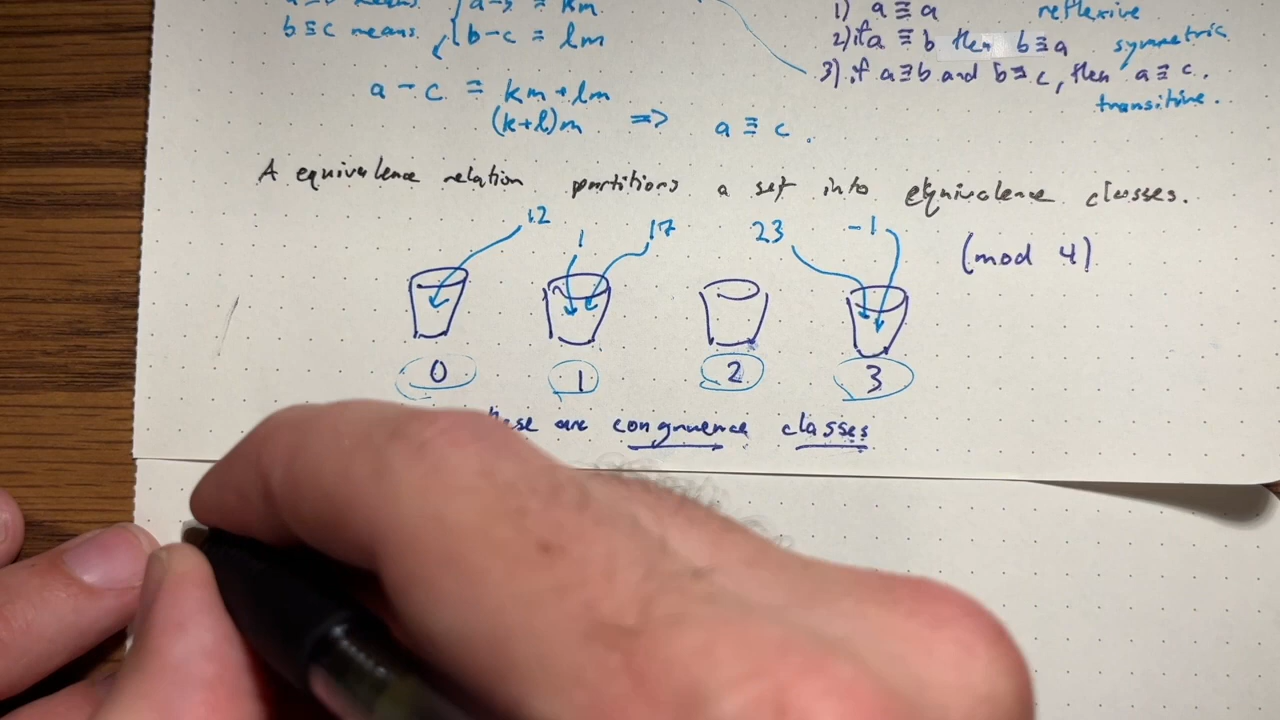 a - c ≡ km + lm
b ≡ c means
b - c = lm
(k+l)m => a ≡ c.
1) a ≡ a reflexive
2) if a ≡ b then b ≡ a symmetric
3) if a ≡ b and b ≡ c, then a ≡ c.
transitive.
A equivalence relation partitions a set into equivalence classes.
12 1 17 23 -1 (mod 4)
0 1 2 3
are congruence classes